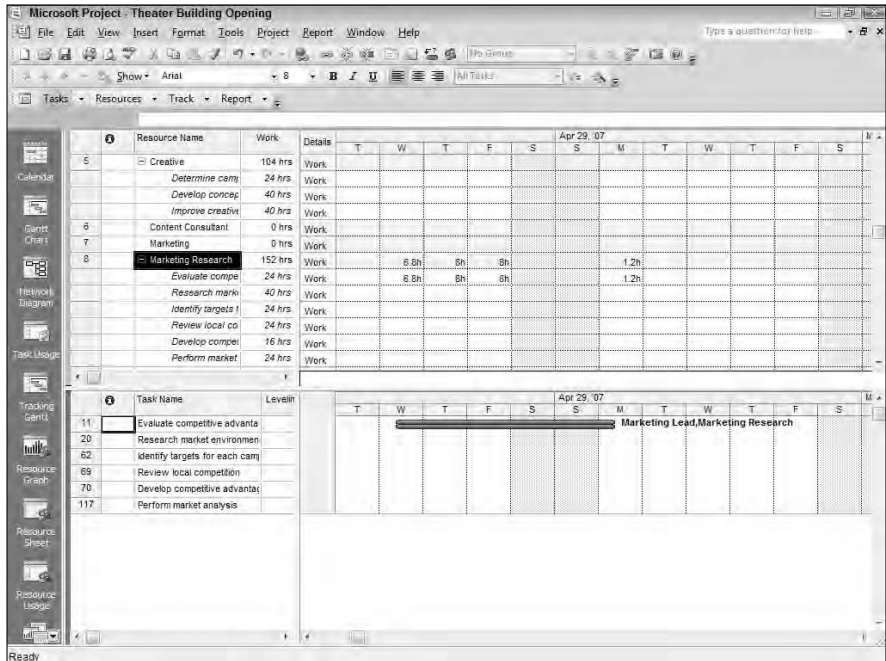 Microsoft Project - Theater Building Opening
File Edit View Insert Format Tools Project Report Window Help
Type a question for help
No Group
Show Arial 8 B I U All Tasks
Tasks Resources Track Report
Resource Name Work Details Apr 29, '07
T W T F S S M T W T F S
5 Creative 104 hrs Work
Determine camp 24 hrs Work
Develop concep 40 hrs Work
Improve creative 40 hrs Work
6 Content Consultant 0 hrs Work
7 Marketing 0 hrs Work
8 Marketing Research 152 hrs Work 6.8h 8h 8h 1.2h
Evaluate compe 24 hrs Work 6.8h 8h 8h 1.2h
Research marke 40 hrs Work
Identify targets f 24 hrs Work
Review local co 24 hrs Work
Develop compet 16 hrs Work
Perform market 24 hrs Work
Calendar
Gantt Chart
Network Diagram
Task Usage
Tracking Gantt
Resource Graph
Resource Sheet
Resource Usage
Task Name Levelin Apr 29, '07
T W T F S S M T W T F S
11 Evaluate competitive advanta Marketing Lead,Marketing Research
20 Research market environmen
62 Identify targets for each camp
69 Review local competition
70 Develop competitive advantag
117 Perform market analysis
Ready